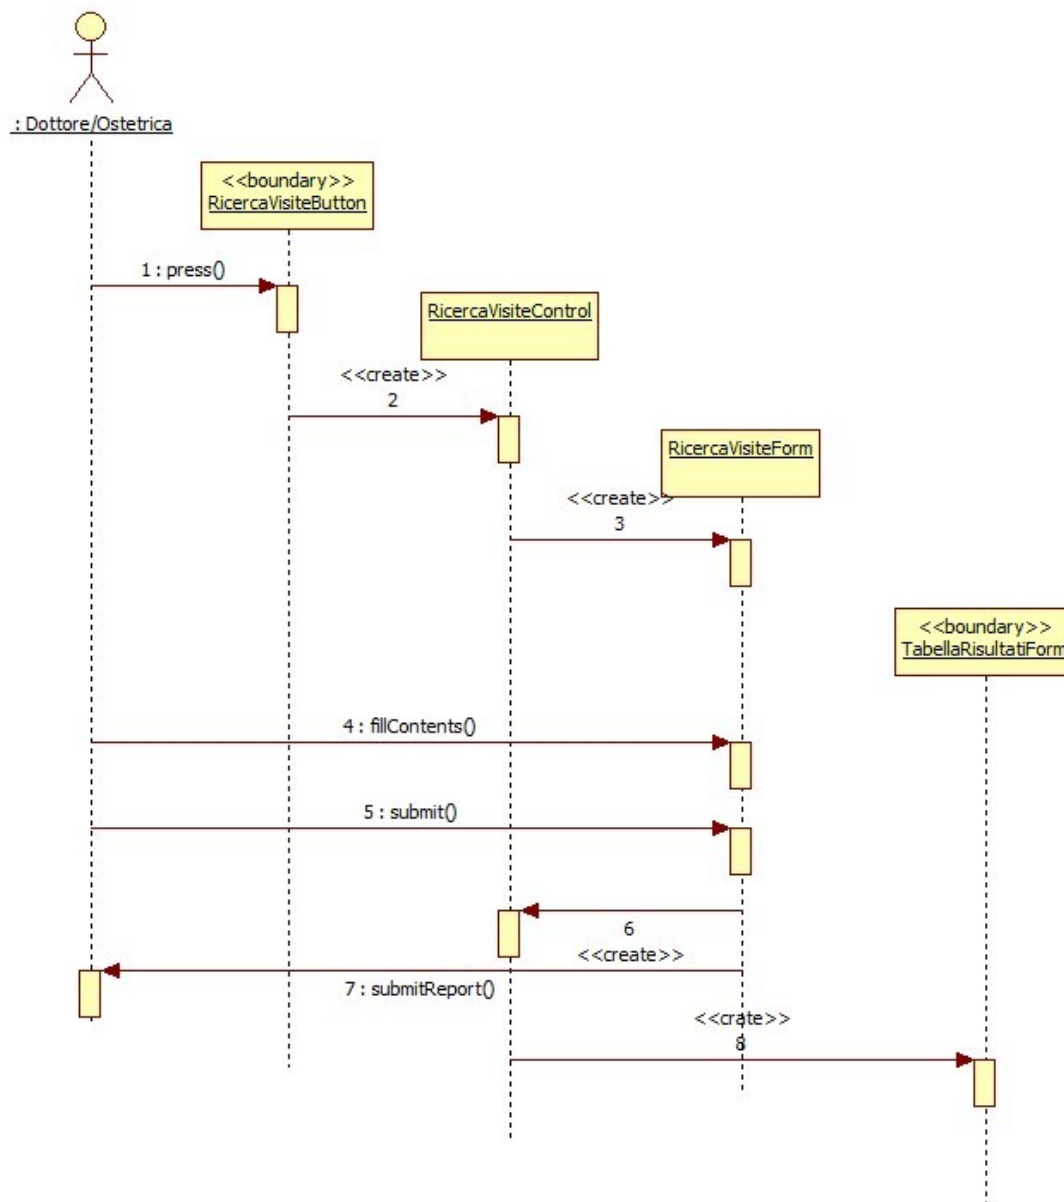 : Dottore/Ostetrica
<<boundary>>
RicercaVisiteButton
1 : press()
RicercaVisiteControl
<<create>>
2
RicercaVisiteForm
<<create>>
3
<<boundary>>
TabellaRisultatiForm
4 : fillContents()
5 : submit()
6
<<create>>
7 : submitReport()
<<crate>>
8